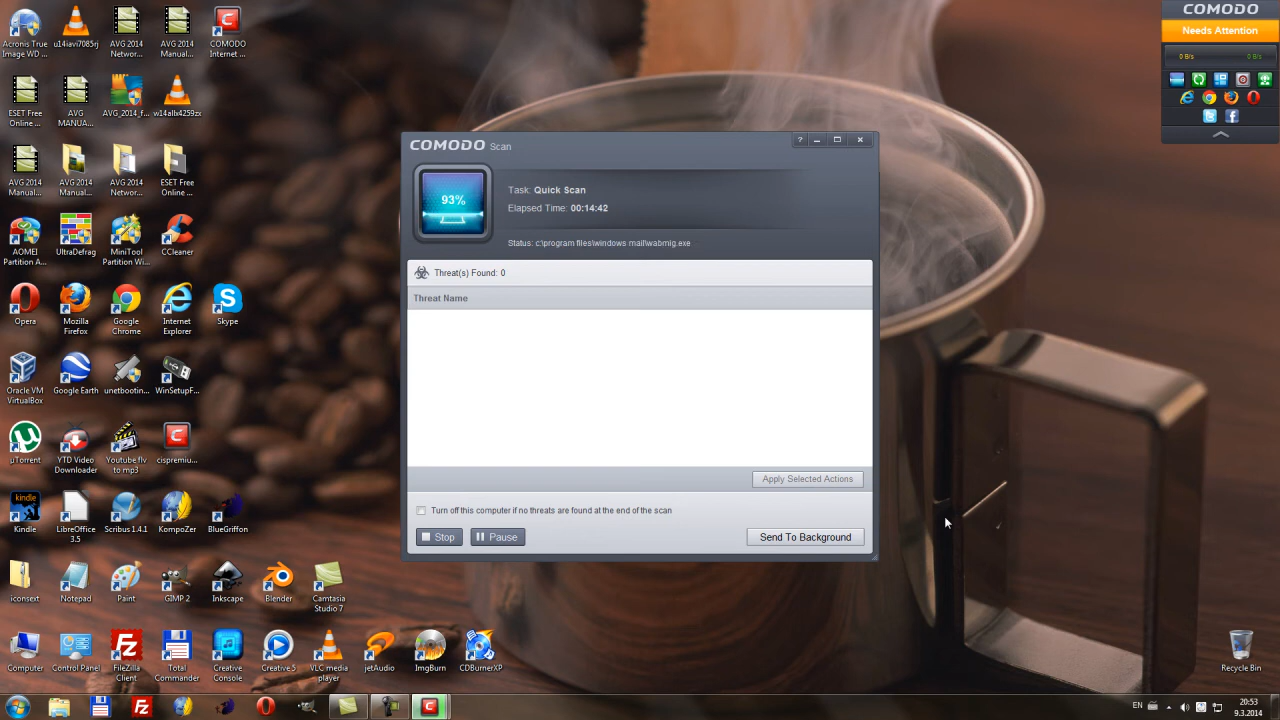 Acronis True
Image WD ...
u14iavi7085rj
AVG 2014
Networ...
AVG 2014
Manual...
COMODO
Internet ...
ESET Free
Online ...
AVG
MANUA...
AVG_2014_f...
w14allx4259zx
AVG 2014
Manual...
AVG 2014
Manual...
AVG 2014
Networ...
ESET Free
Online ...
AOMEI
Partition A...
UltraDefrag
MiniTool
Partition Wi...
CCleaner
Opera
Mozilla
Firefox
Google
Chrome
Internet
Explorer
Skype
Oracle VM
VirtualBox
Google Earth
unetbootin...
WinSetupF...
µTorrent
YTD Video
Downloader
Youtube flv
to mp3
cispremiu...
kindle
Kindle
LibreOffice
3.5
Scribus 1.4.1
KompoZer
BlueGriffon
iconsext
Notepad
Paint
GIMP 2
Inkscape
Blender
Camtasia
Studio 7
Computer
Control Panel
FileZilla
Client
Total
Commander
Creative
Console
Creative 5
VLC media
player
jetAudio
ImgBurn
CDBurnerXP
COMODO Scan
93%
Task: Quick Scan
Elapsed Time: 00:14:42
Status: c:\program files\windows mail\wabmig.exe
Threat(s) Found: 0
Threat Name
Apply Selected Actions
Turn off this computer if no threats are found at the end of the scan
Stop
Pause
Send To Background
COMODO
Needs Attention
0 B/s
0 B/s
Recycle Bin
EN
20:53
9.3.2014